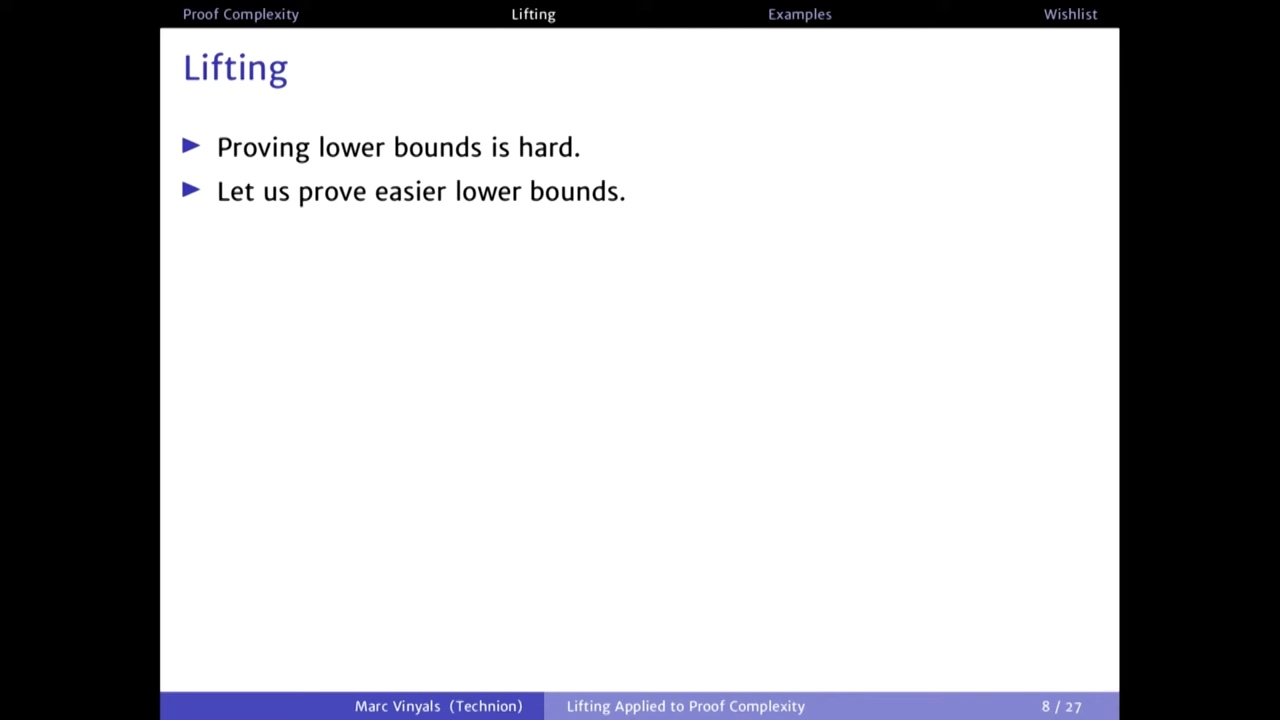 Proof Complexity Lifting Examples Wishlist
Lifting
Proving lower bounds is hard.
Let us prove easier lower bounds.
Marc Vinyals (Technion) Lifting Applied to Proof Complexity 8 / 27